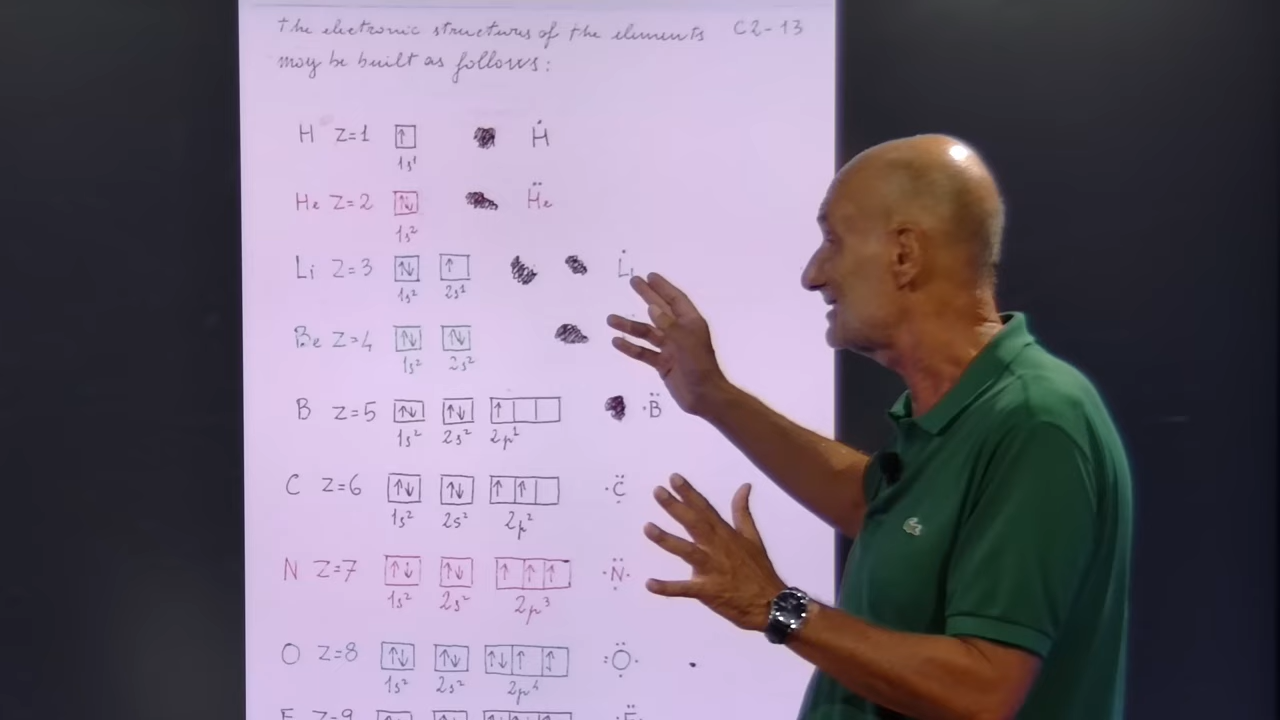 The electronic structures of the elements C2-13
may be built as follows:
H Z=1 ↑ Ḣ
1s¹
He Z=2 ↑↓ Ḧe
1s²
Li Z=3 ↑↓ ↑ L̇i
1s² 2s¹
Be Z=4 ↑↓ ↑↓
1s² 2s²
B Z=5 ↑↓ ↑↓ ↑ ·B̈
1s² 2s² 2p¹
C Z=6 ↑↓ ↑↓ ↑ ↑ ·C̈
1s² 2s² 2p²
N Z=7 ↑↓ ↑↓ ↑ ↑ ↑ ·N̈·
1s² 2s² 2p³
O Z=8 ↑↓ ↑↓ ↑↓ ↑ ↑ :Ö·
1s² 2s² 2p⁴
F Z=9